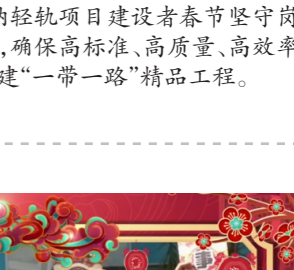 纳轻轨项目建设者春节坚守岗
,确保高标准、高质量、高效率
建“一带一路”精品工程。